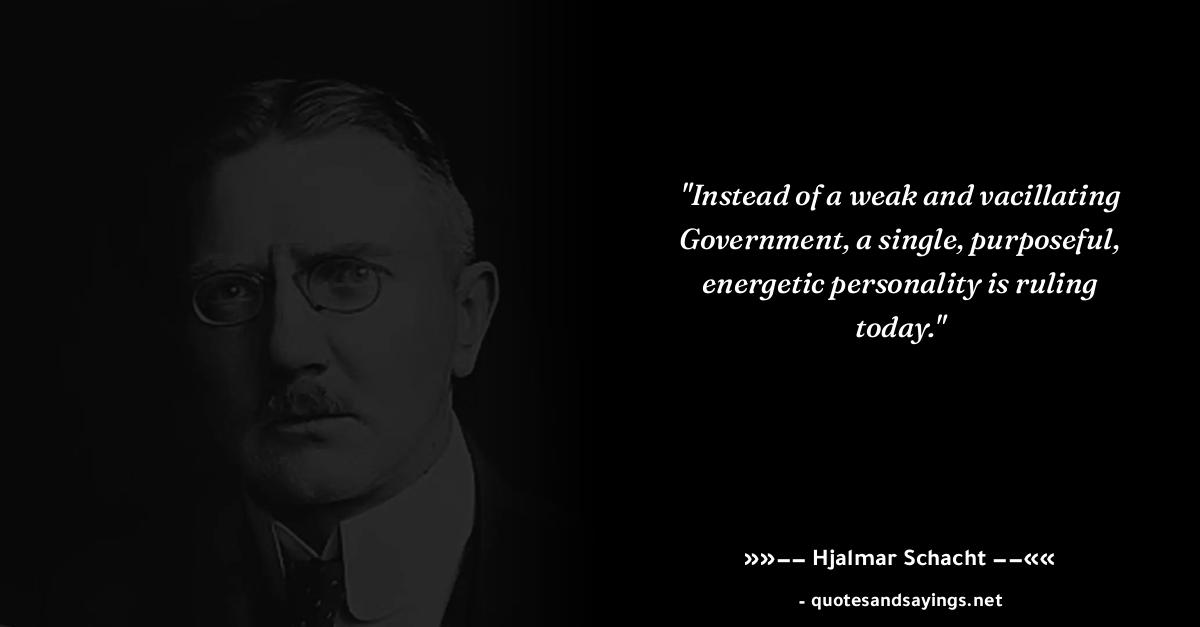 "Instead of a weak and vacillating
Government, a single, purposeful,
energetic personality is ruling
today."
»»–– Hjalmar Schacht ––««
- quotesandsayings.net